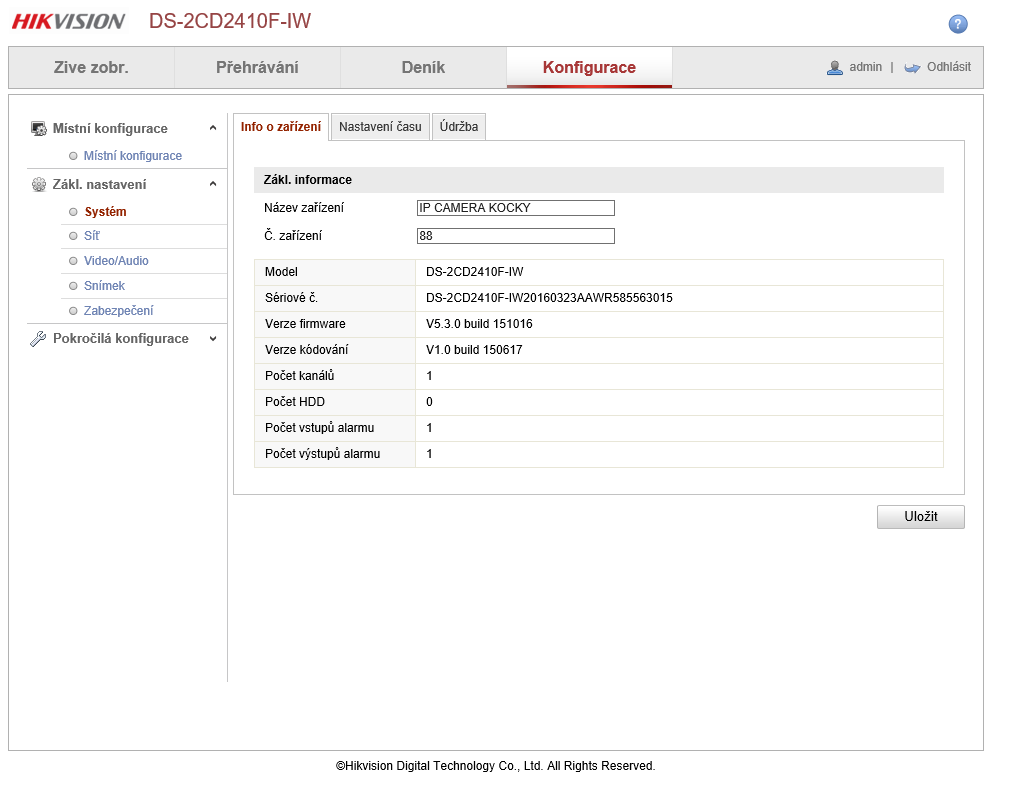 HIKVISION DS-2CD2410F-IW
?
Zive zobr. Přehrávání Deník Konfigurace admin | Odhlásit
Místní konfigurace
Místní konfigurace
Zákl. nastavení
Systém
Síť
Video/Audio
Snímek
Zabezpečení
Pokročilá konfigurace
Info o zařízení Nastavení času Údržba
Zákl. informace
Název zařízení IP CAMERA KOCKY
Č. zařízení 88
Model DS-2CD2410F-IW
Sériové č. DS-2CD2410F-IW20160323AAWR585563015
Verze firmware V5.3.0 build 151016
Verze kódování V1.0 build 150617
Počet kanálů 1
Počet HDD 0
Počet vstupů alarmu 1
Počet výstupů alarmu 1
Uložit
©Hikvision Digital Technology Co., Ltd. All Rights Reserved.